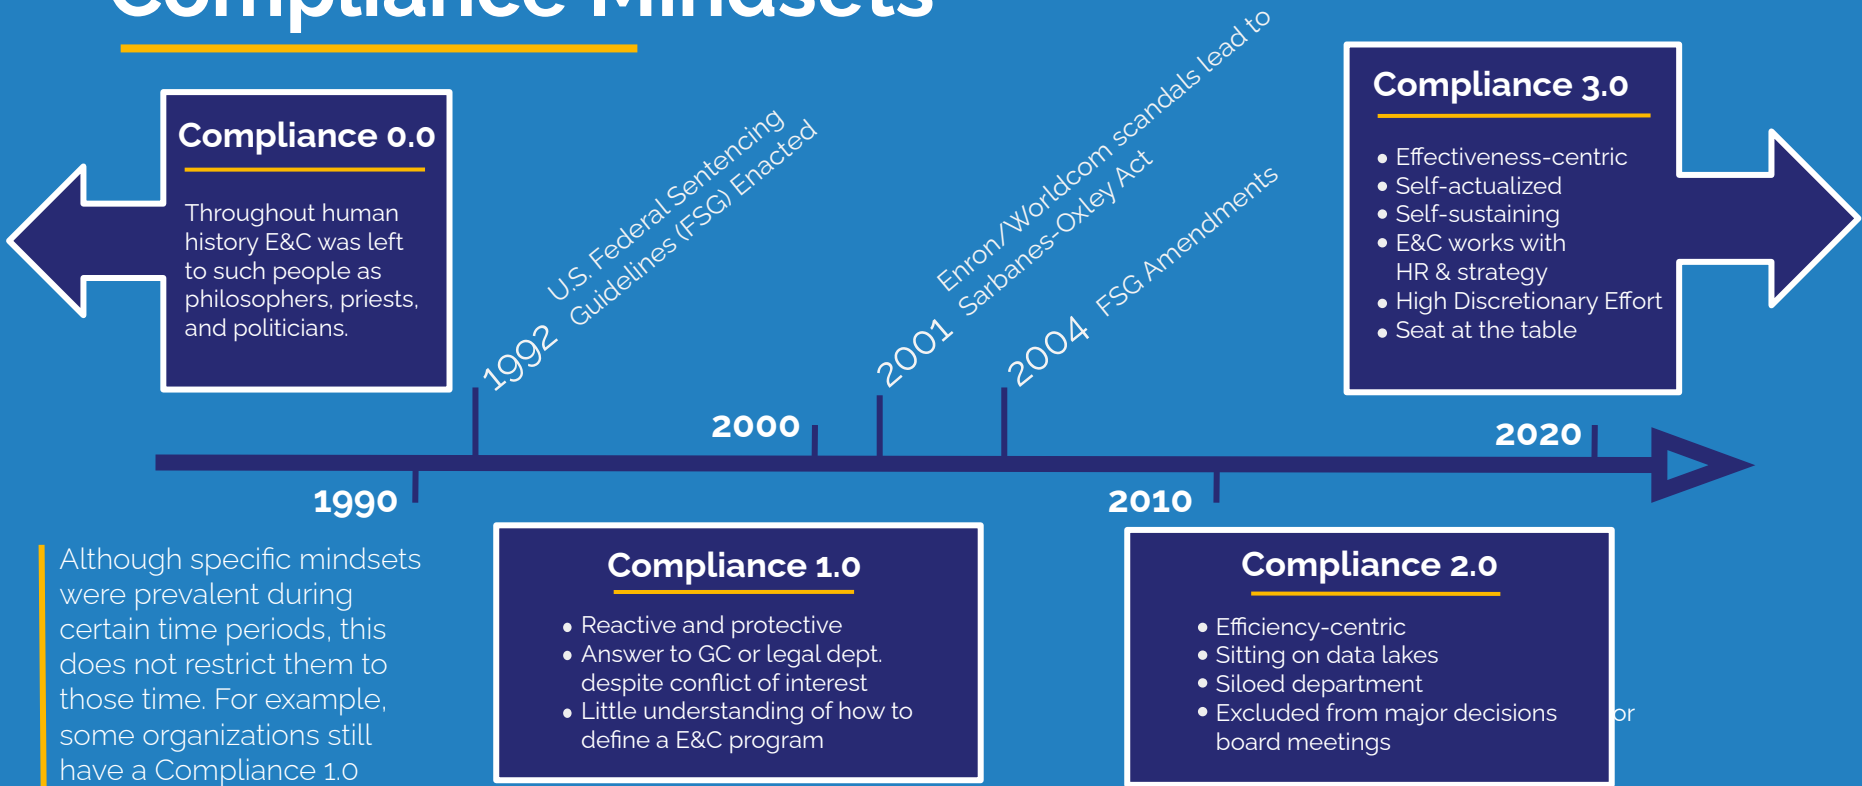 Compliance Mindsets
Compliance 0.0
Throughout human
history E&C was left
to such people as
philosophers, priests,
and politicians.
1992
U.S. Federal Sentencing
Guidelines (FSG) Enacted
2001
Enron/Worldcom scandals lead to
Sarbanes-Oxley Act
2004
FSG Amendments
Compliance 3.0
• Effectiveness-centric
• Self-actualized
• Self-sustaining
• E&C works with
HR & strategy
• High Discretionary Effort
• Seat at the table
1990
2000
2010
2020
Although specific mindsets
were prevalent during
certain time periods, this
does not restrict them to
those time. For example,
some organizations still
have a Compliance 1.0
Compliance 1.0
• Reactive and protective
• Answer to GC or legal dept.
despite conflict of interest
• Little understanding of how to
define a E&C program
Compliance 2.0
• Efficiency-centric
• Sitting on data lakes
• Siloed department
• Excluded from major decisions or
board meetings